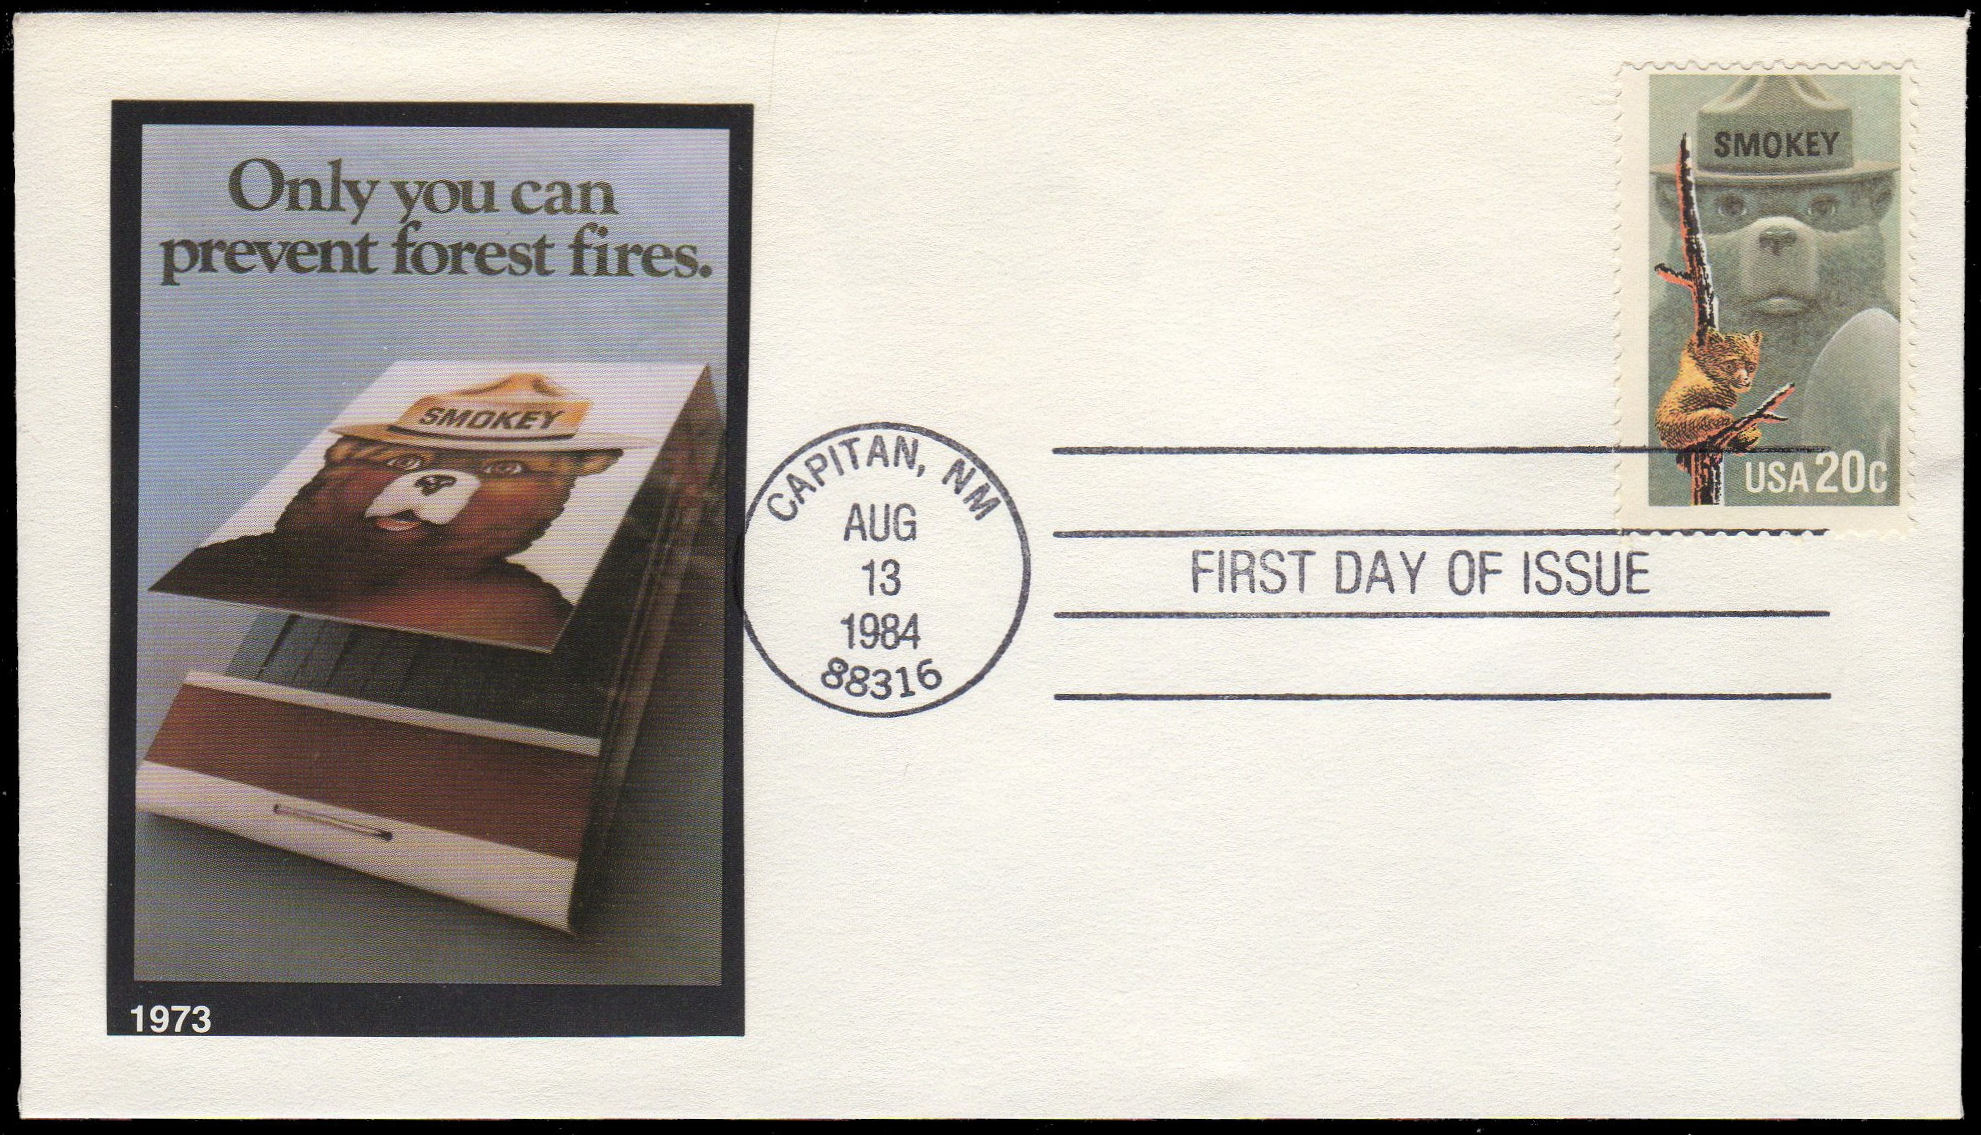 Only you can
prevent forest fires.
SMOKEY
1973
CAPITAN, NM
AUG
13
1984
88316
FIRST DAY OF ISSUE
SMOKEY
USA 20c